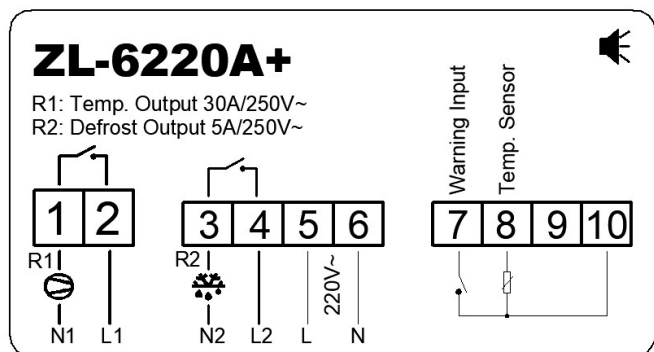 ZL-6220A+
R1: Temp. Output 30A/250V~
R2: Defrost Output 5A/250V~
Warning Input
Temp. Sensor
1 2 3 4 5 6 7 8 9 10
R1 R2 220V~
N1 L1 N2 L2 L N